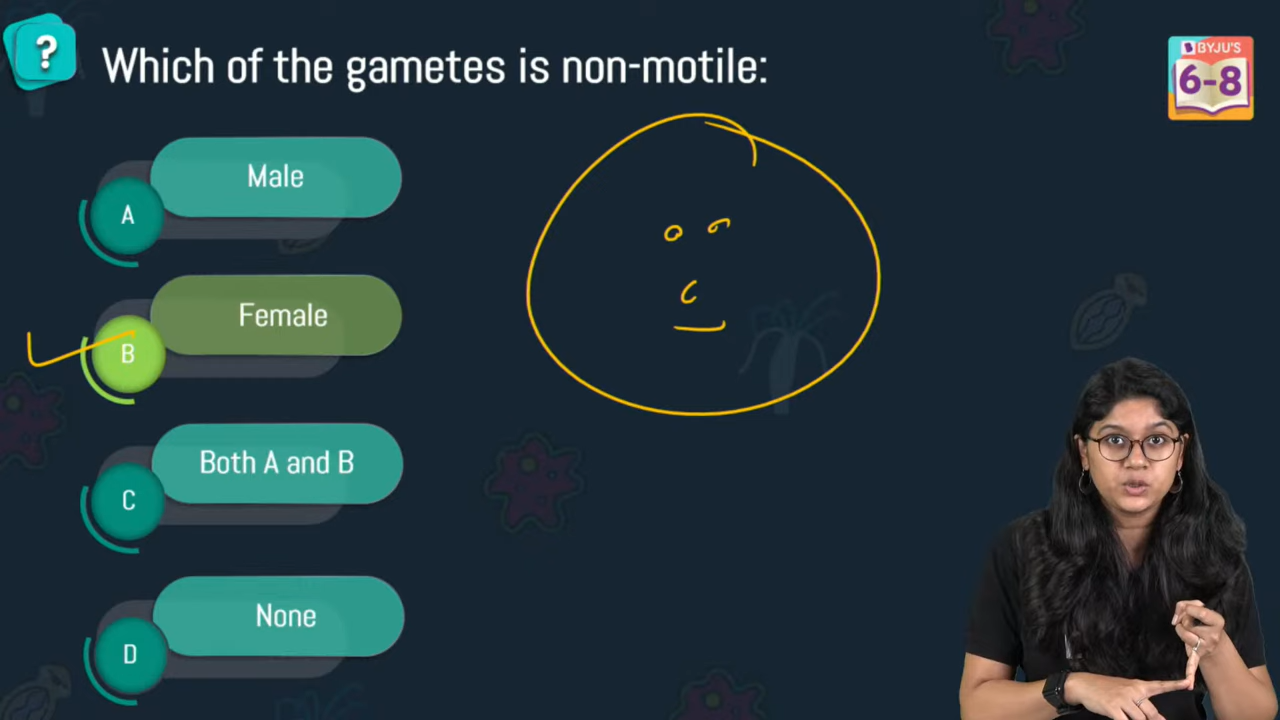 ?
Which of the gametes is non-motile:
BYJU'S
6-8
A
Male
B
Female
C
Both A and B
D
None